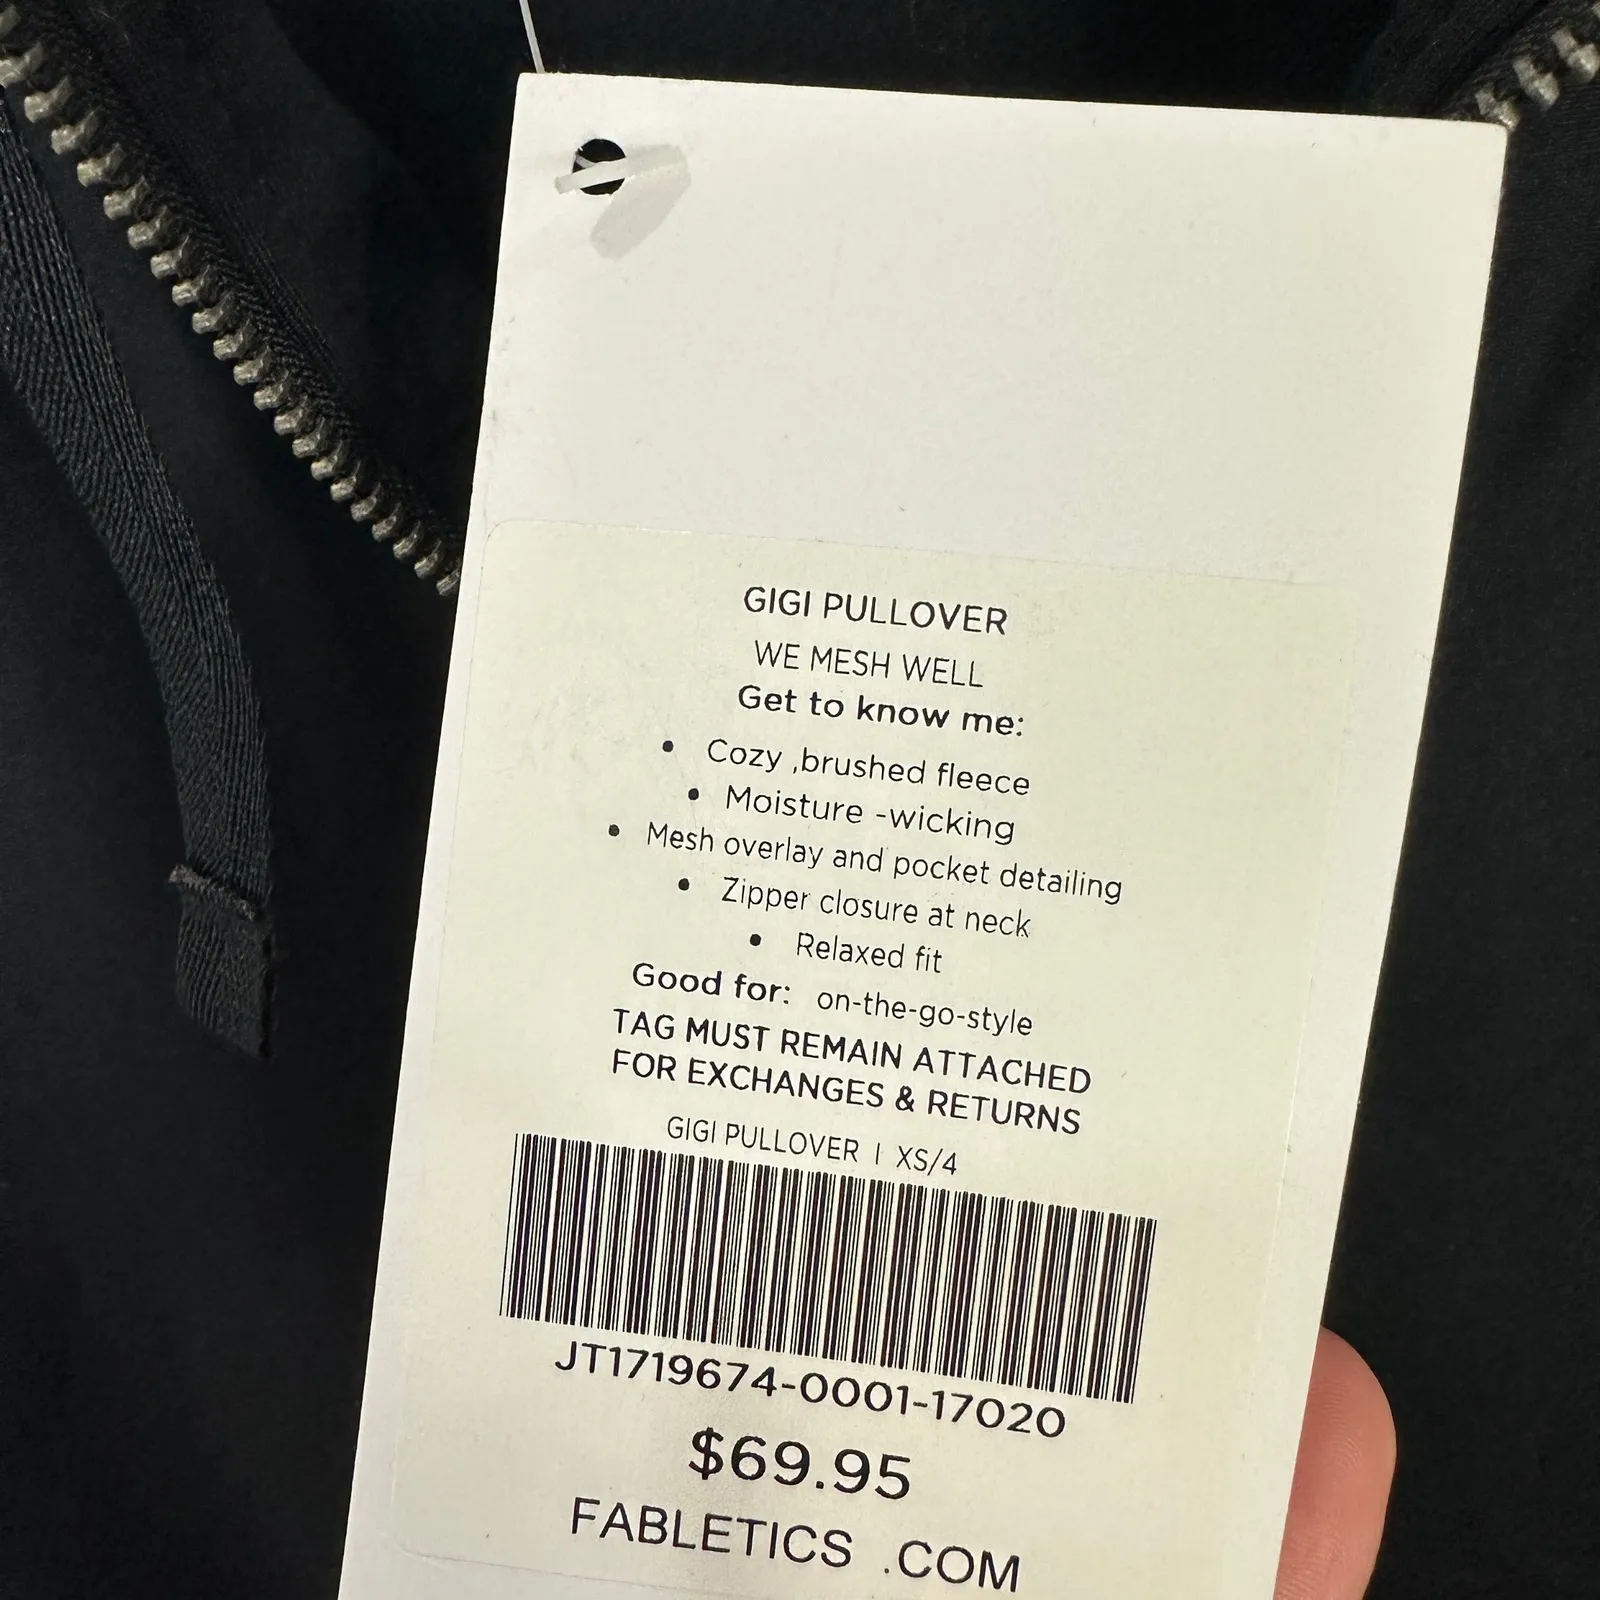 GIGI PULLOVER
WE MESH WELL
Get to know me:
• Cozy ,brushed fleece
• Moisture -wicking
• Mesh overlay and pocket detailing
• Zipper closure at neck
• Relaxed fit
Good for: on-the-go-style
TAG MUST REMAIN ATTACHED
FOR EXCHANGES & RETURNS
GIGI PULLOVER | XS/4
JT1719674-0001-17020
$69.95
FABLETICS .COM